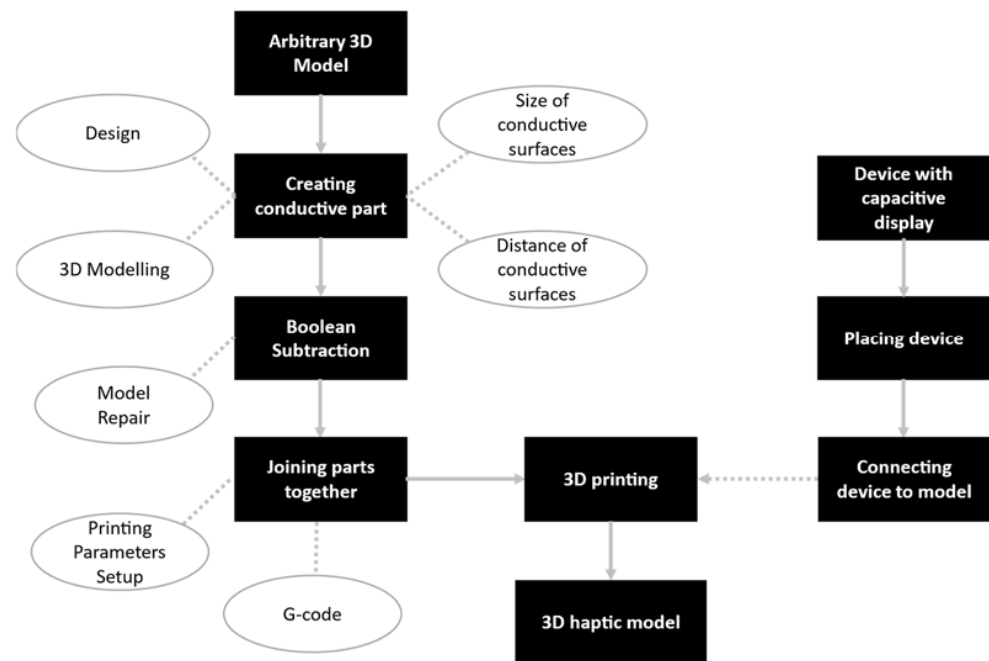 Arbitrary 3D
Model
Design
Size of
conductive
surfaces
Creating
conductive part
Device with
capacitive
display
3D Modelling
Distance of
conductive
surfaces
Boolean
Subtraction
Placing device
Model
Repair
Joining parts
together
3D printing
Connecting
device to model
Printing
Parameters
Setup
G-code
3D haptic model